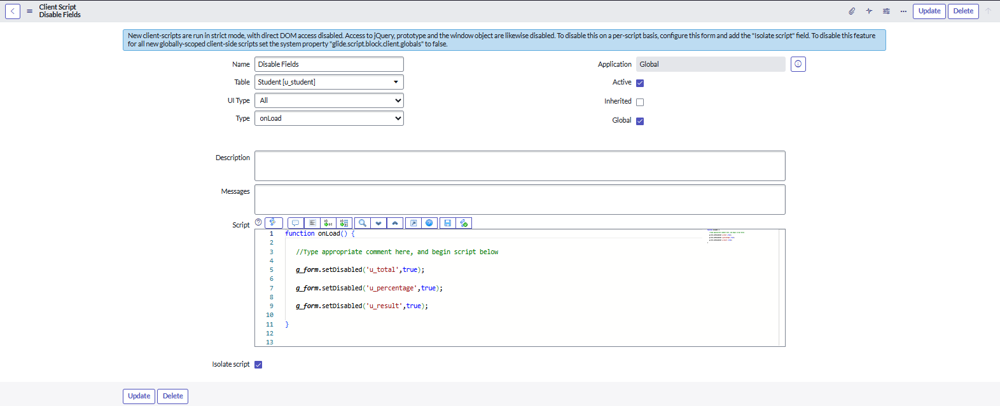 Client Script
Disable Fields
Update
Delete
New client-scripts are run in strict mode, with direct DOM access disabled. Access to jQuery, prototype and the window object are likewise disabled. To disable this on a per-script basis, configure this form and add the "Isolate script" field. To disable this feature
for all new globally-scoped client-side scripts set the system property "glide.script.block.client.globals" to false.
Name Disable Fields
Application Global
Table Student [u_student]
Active
UI Type All
Inherited
Type onLoad
Global
Description
Messages
Script
1 function onLoad() {
2
3 //Type appropriate comment here, and begin script below
4
5 g_form.setDisabled('u_total',true);
6
7 g_form.setDisabled('u_percentage',true);
8
9 g_form.setDisabled('u_result',true);
10
11 }
12
13
Isolate script
Update
Delete